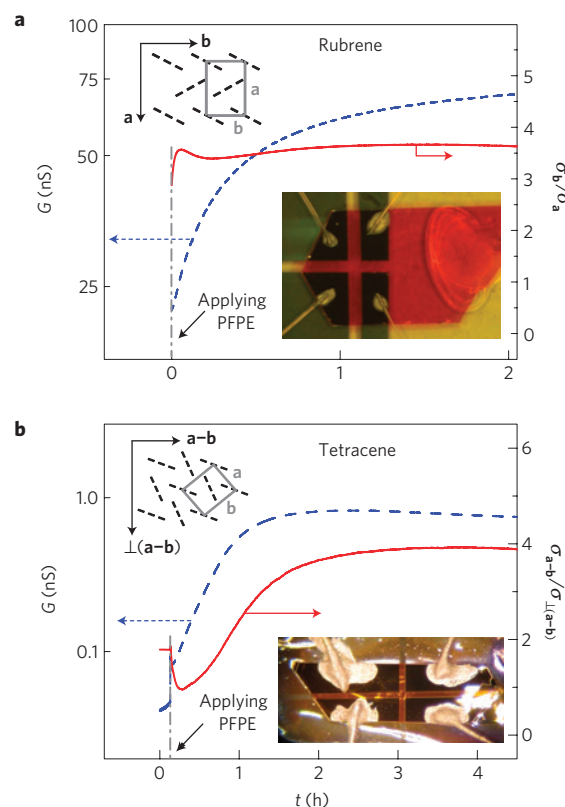 a
100
75
50
25
G (nS)
b
a
a
b
Rubrene
Applying
PFPE
5
4
3
2
1
0
σb/σa
0
1
2
b
1.0
0.1
G (nS)
a–b
⊥(a–b)
a
b
Tetracene
Applying
PFPE
6
4
2
0
σa–b/σ⊥(a–b)
0
1
2
3
4
t (h)